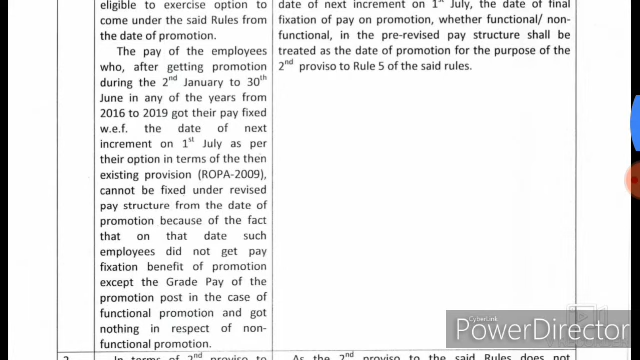 eligible to exercise option to
come under the said Rules from
the date of promotion.
The pay of the employees
who, after getting promotion
during the 2nd January to 30th
June in any of the years from
2016 to 2019 got their pay fixed
w.e.f. the date of next
increment on 1st July as per
their option in terms of the then
existing provision (ROPA-2009),
cannot be fixed under revised
pay structure from the date of
promotion because of the fact
that on that date such
employees did not get pay
fixation benefit of promotion
except the Grade Pay of the
promotion post in the case of
functional promotion and got
nothing in respect of non-
functional promotion.
date of next increment on 1st July, the date of final
fixation of pay on promotion, whether functional/ non-
functional, in the pre-revised pay structure shall be
treated as the date of promotion for the purpose of the
2nd proviso to Rule 5 of the said rules.
2
In terms of 2nd proviso to
As the 2nd proviso to the said Rules does not
CyberLink
PowerDirector